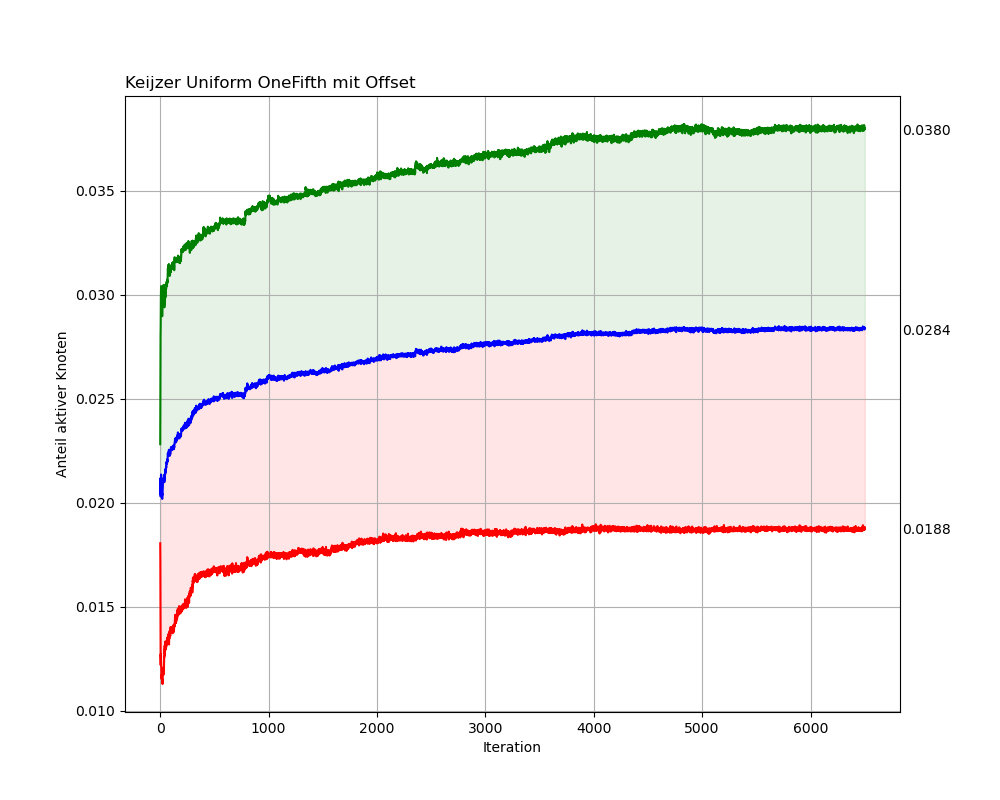 Keijzer Uniform OneFifth mit Offset
0.0380
0.035
0.030
0.0284
0.025
Anteil aktiver Knoten
0.020
0.0188
0.015
0.010
0 1000 2000 3000 4000 5000 6000
Iteration